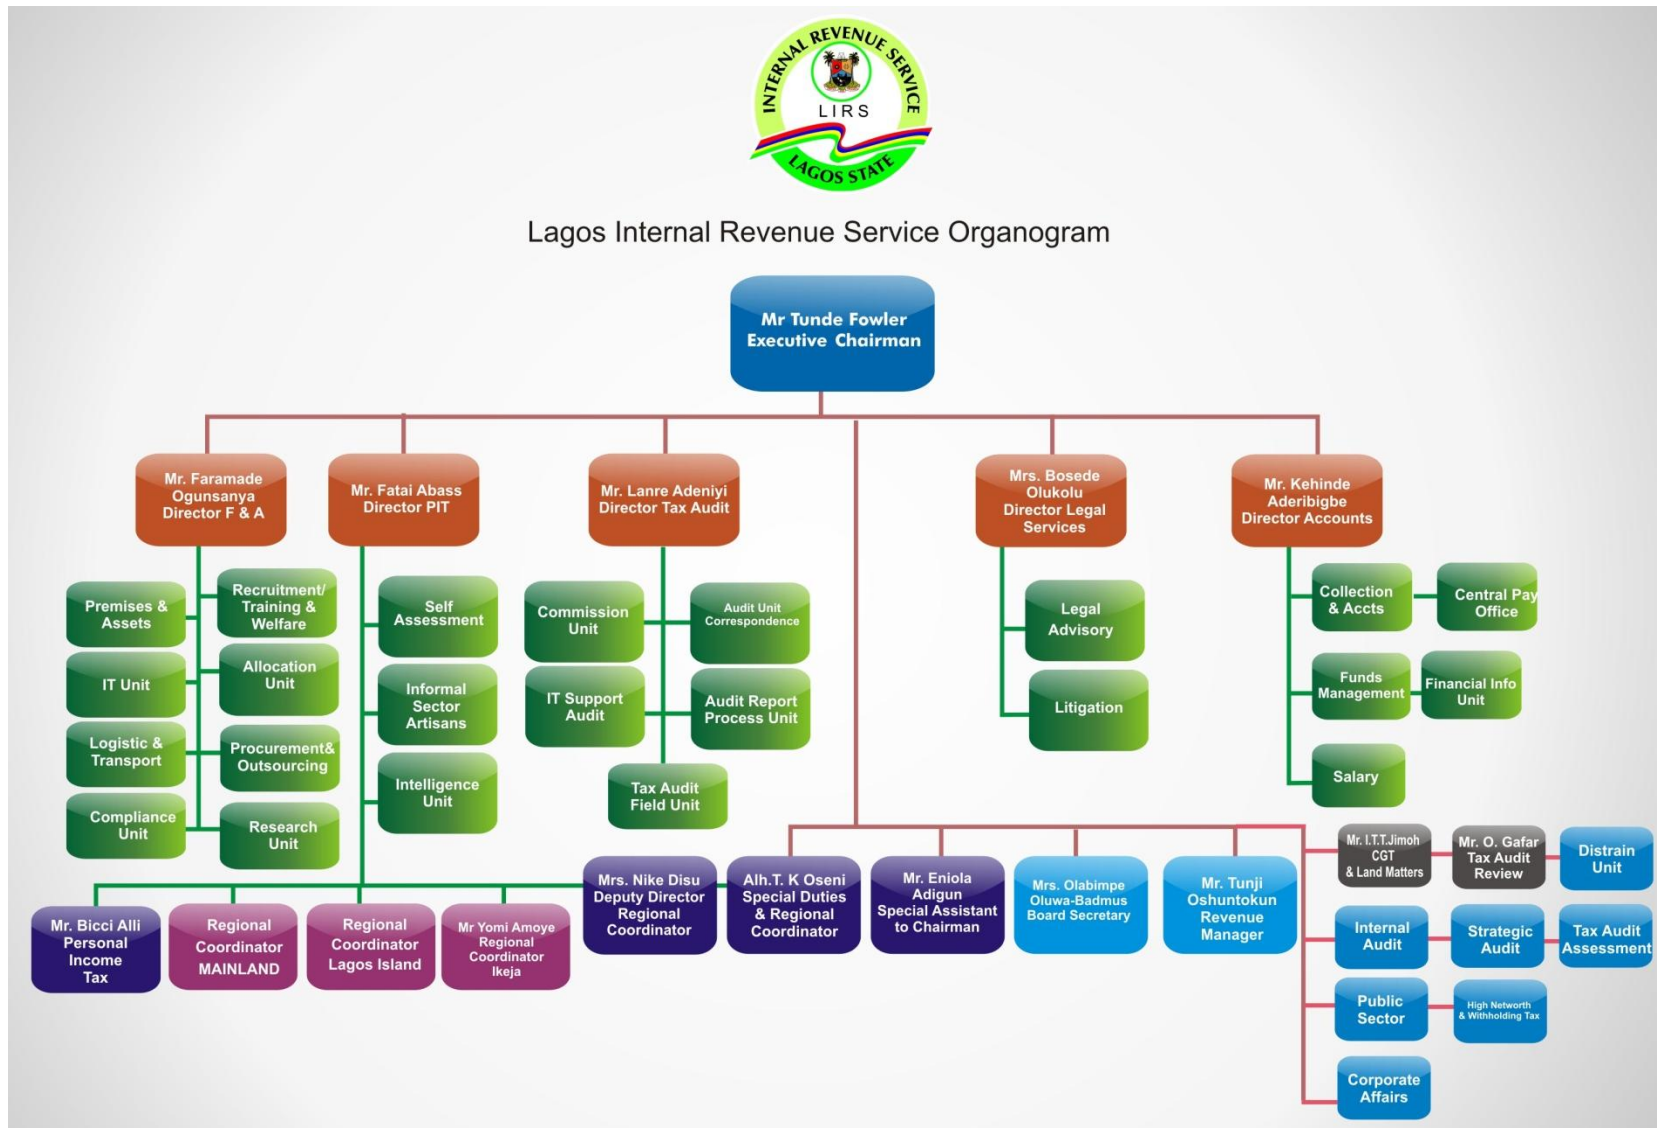 INTERNAL REVENUE SERVICE
LIRS
LAGOS STATE
Lagos Internal Revenue Service Organogram
Mr Tunde Fowler
Executive Chairman
Mr. Faramade
Ogunsanya
Director F & A
Mr. Fatai Abass
Director PIT
Mr. Lanre Adeniyi
Director Tax Audit
Mrs. Bosede
Olukolu
Director Legal
Services
Mr. Kehinde
Aderibigbe
Director Accounts
Premises &
Assets
Recruitment/
Training &
Welfare
IT Unit
Allocation
Unit
Logistic &
Transport
Procurement&
Outsourcing
Compliance
Unit
Research
Unit
Self
Assessment
Informal
Sector
Artisans
Intelligence
Unit
Commission
Unit
Audit Unit
Correspondence
IT Support
Audit
Audit Report
Process Unit
Tax Audit
Field Unit
Legal
Advisory
Litigation
Collection
& Accts
Central Pay
Office
Funds
Management
Financial Info
Unit
Salary
Mr. Bicci Alli
Personal
Income
Tax
Regional
Coordinator
MAINLAND
Regional
Coordinator
Lagos Island
Mr Yomi Amoye
Regional
Coordinator
Ikeja
Mrs. Nike Disu
Deputy Director
Regional
Coordinator
Alh.T. K Oseni
Special Duties
& Regional
Coordinator
Mr. Eniola
Adigun
Special Assistant
to Chairman
Mrs. Olabimpe
Oluwa-Badmus
Board Secretary
Mr. Tunji
Oshuntokun
Revenue
Manager
Mr. I.T.T.Jimoh
CGT
& Land Matters
Mr. O. Gafar
Tax Audit
Review
Distrain
Unit
Internal
Audit
Strategic
Audit
Tax Audit
Assessment
Public
Sector
High Networth
& Withholding Tax
Corporate
Affairs